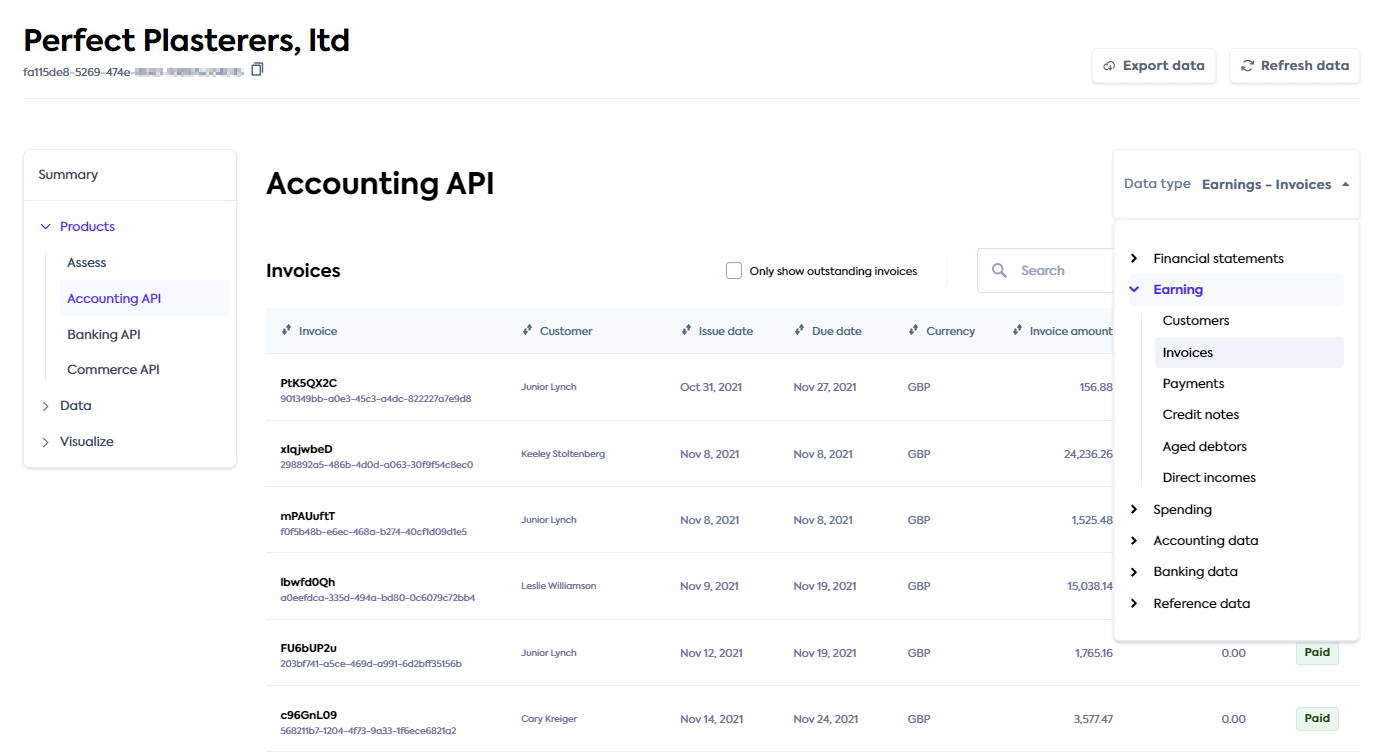 Perfect Plasterers, ltd
fa115de8-5269-474e-
Export data
Refresh data
Summary
Products
Assess
Accounting API
Banking API
Commerce API
Data
Visualize
Accounting API
Data type Earnings - Invoices
Invoices
Only show outstanding invoices
Search
Financial statements
Earning
Customers
Invoices
Payments
Credit notes
Aged debtors
Direct incomes
Spending
Accounting data
Banking data
Reference data
Invoice Customer Issue date Due date Currency Invoice amount
PtK5QX2C
901349bb-a0e3-45c3-a4dc-822227a7e9d8
Junior Lynch Oct 31, 2021 Nov 27, 2021 GBP 156.88
xIqjwbeD
298892a5-486b-4d0d-a063-30f9f54c8ec0
Keeley Stoltenberg Nov 8, 2021 Nov 8, 2021 GBP 24,236.26
mPAUuftT
f0f5b48b-e6ec-468a-b274-40cf1d09d1e5
Junior Lynch Nov 8, 2021 Nov 8, 2021 GBP 1,525.48
lbwfd0Qh
a0eefdca-335d-494a-bd80-0c6079c72bb4
Leslie Williamson Nov 9, 2021 Nov 19, 2021 GBP 15,038.14
FU6bUP2u
203bf741-a5ce-469d-a991-6d2bff35156b
Junior Lynch Nov 12, 2021 Nov 19, 2021 GBP 1,765.16 0.00 Paid
c96GnL09
568211b7-1204-4f73-9a33-1f6ece6821a2
Cary Kreiger Nov 14, 2021 Nov 24, 2021 GBP 3,577.47 0.00 Paid